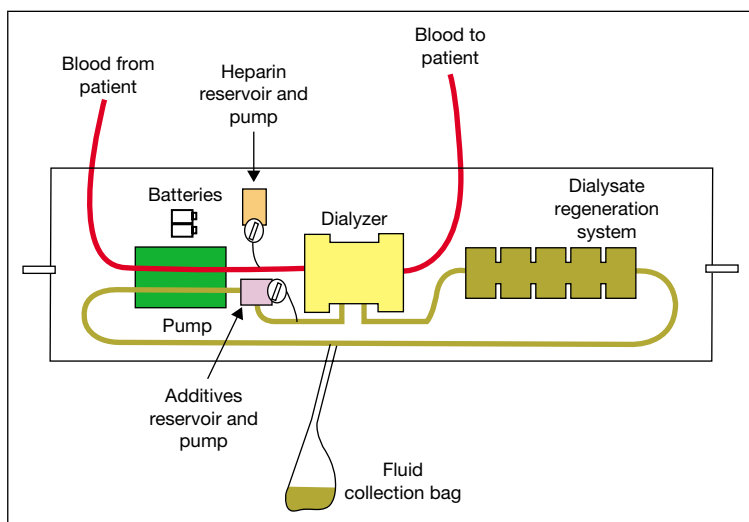 Blood from
patient
Heparin
reservoir and
pump
Blood to
patient
Batteries
Dialyzer
Dialysate
regeneration
system
Pump
Additives
reservoir and
pump
Fluid
collection bag